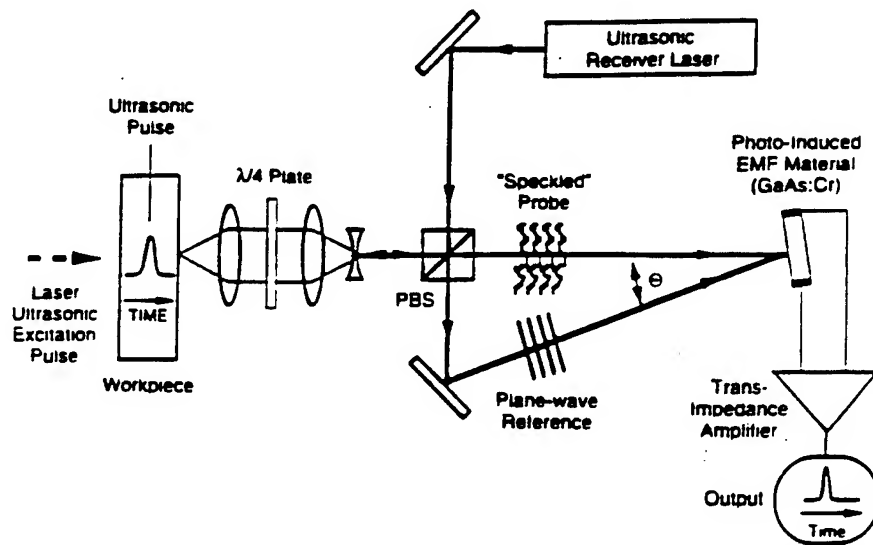 Ultrasonic
Receiver Laser
Ultrasonic
Pulse
λ/4 Plate
"Speckled"
Probe
Photo-Induced
EMF Material
(GaAs:Cr)
PBS
Θ
TIME
Laser
Ultrasonic
Excitation
Pulse
Workpiece
Plane-wave
Reference
Trans-
Impedance
Amplifier
Output
Time